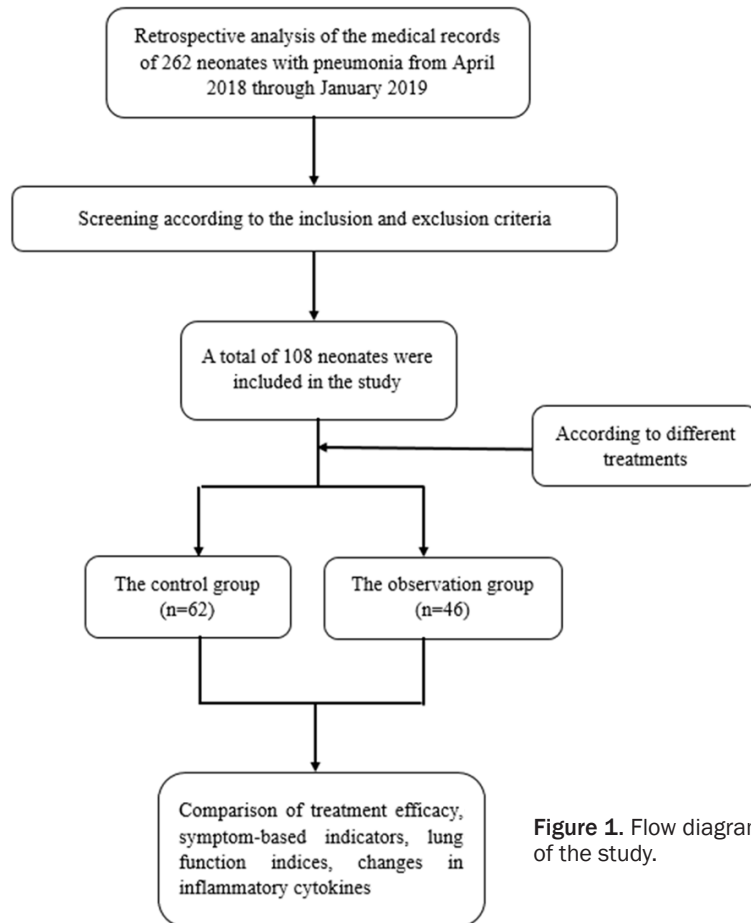 Retrospective analysis of the medical records
of 262 neonates with pneumonia from April
2018 through January 2019
Screening according to the inclusion and exclusion criteria
A total of 108 neonates were
included in the study
According to different
treatments
The control group
(n=62)
The observation group
(n=46)
Comparison of treatment efficacy,
symptom-based indicators, lung
function indices, changes in
inflammatory cytokines
Figure 1. Flow diagram
of the study.